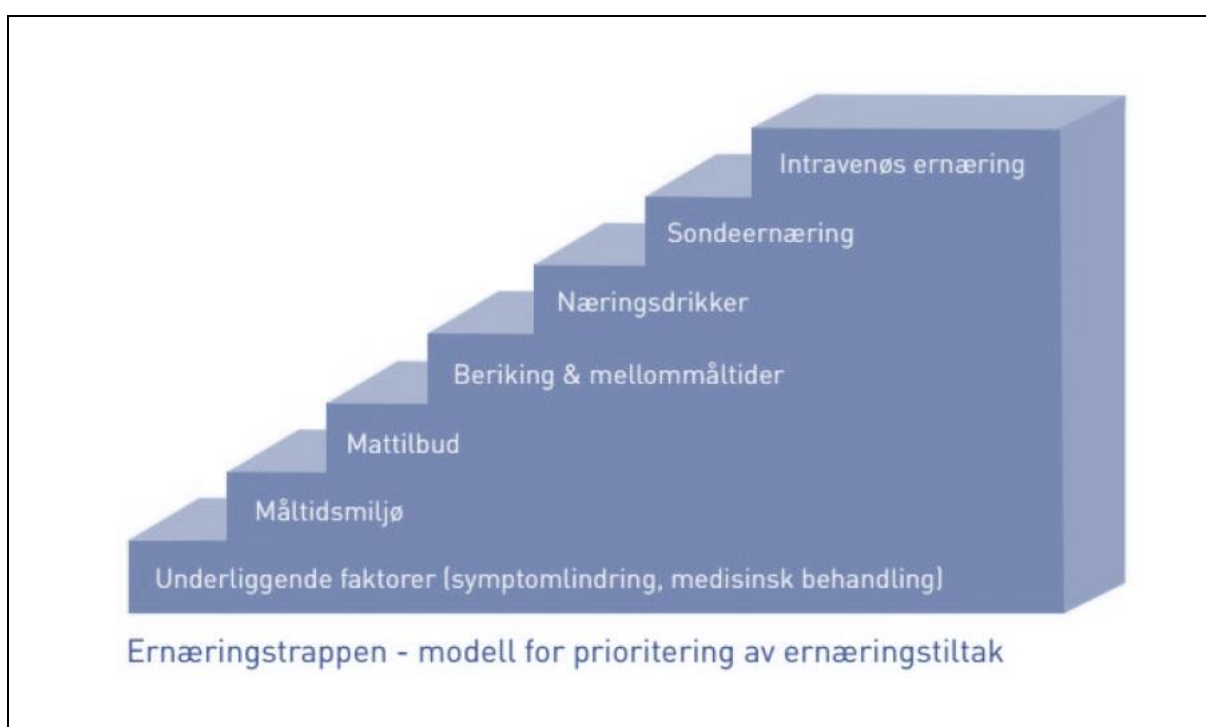 Intravenøs ernæring
Sondeernæring
Næringsdrikker
Beriking & mellommåltider
Mattilbud
Måltidsmiljø
Underliggende faktorer (symptomlindring, medisinsk behandling)
Ernæringstrappen - modell for prioritering av ernæringstiltak